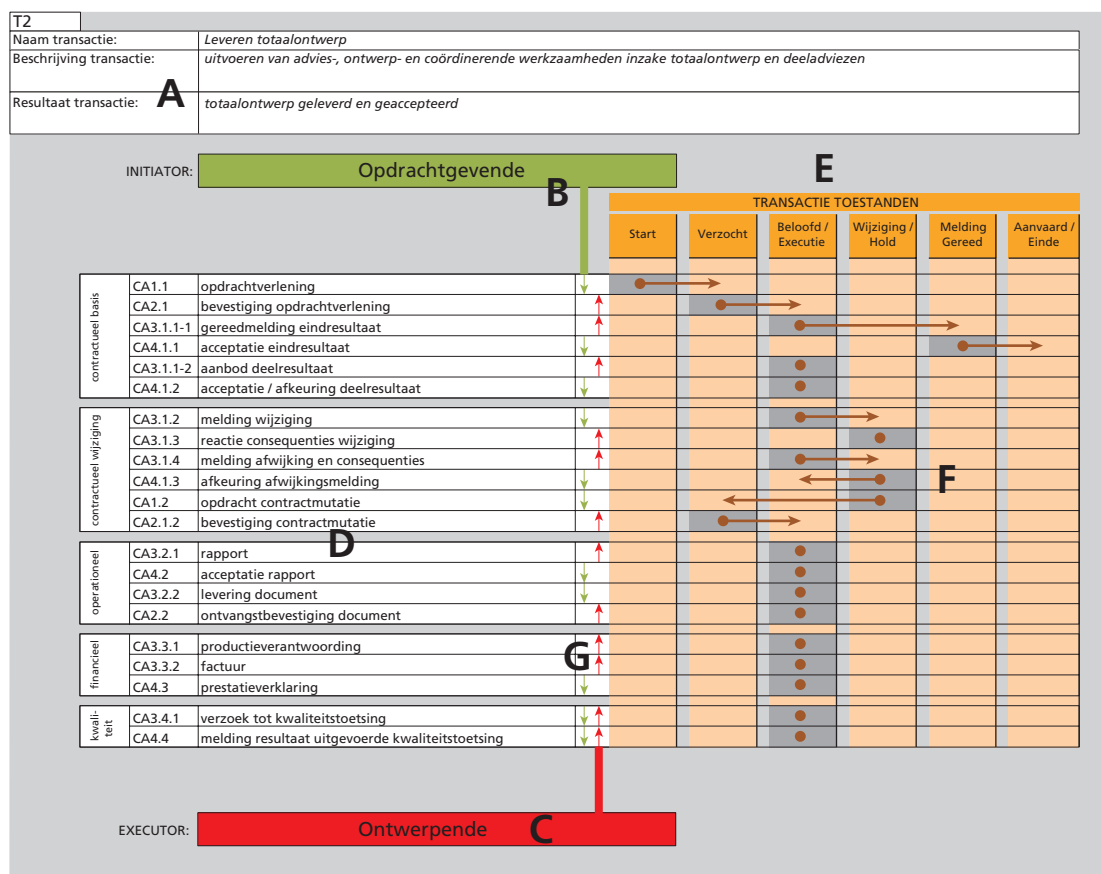 T2
Naam transactie: Leveren totaalontwerp
Beschrijving transactie: uitvoeren van advies-, ontwerp- en coördinerende werkzaamheden inzake totaalontwerp en deeladviezen
A
Resultaat transactie: totaalontwerp geleverd en geaccepteerd
INITIATOR: Opdrachtgevende
B
E
TRANSACTIE TOESTANDEN
Start
Verzocht
Beloofd /
Executie
Wijziging /
Hold
Melding
Gereed
Aanvaard /
Einde
contractueel basis
CA1.1 opdrachtverlening
CA2.1 bevestiging opdrachtverlening
CA3.1.1-1 gereedmelding eindresultaat
CA4.1.1 acceptatie eindresultaat
CA3.1.1-2 aanbod deelresultaat
CA4.1.2 acceptatie / afkeuring deelresultaat
contractueel wijziging
CA3.1.2 melding wijziging
CA3.1.3 reactie consequenties wijziging
CA3.1.4 melding afwijking en consequenties
CA4.1.3 afkeuring afwijkingsmelding
F
CA1.2 opdracht contractmutatie
CA2.1.2 bevestiging contractmutatie
D
operationeel
CA3.2.1 rapport
CA4.2 acceptatie rapport
CA3.2.2 levering document
CA2.2 ontvangstbevestiging document
financieel
CA3.3.1 productieverantwoording
G
CA3.3.2 factuur
CA4.3 prestatieverklaring
kwali-
teit
CA3.4.1 verzoek tot kwaliteitstoetsing
CA4.4 melding resultaat uitgevoerde kwaliteitstoetsing
EXECUTOR: Ontwerpende
C